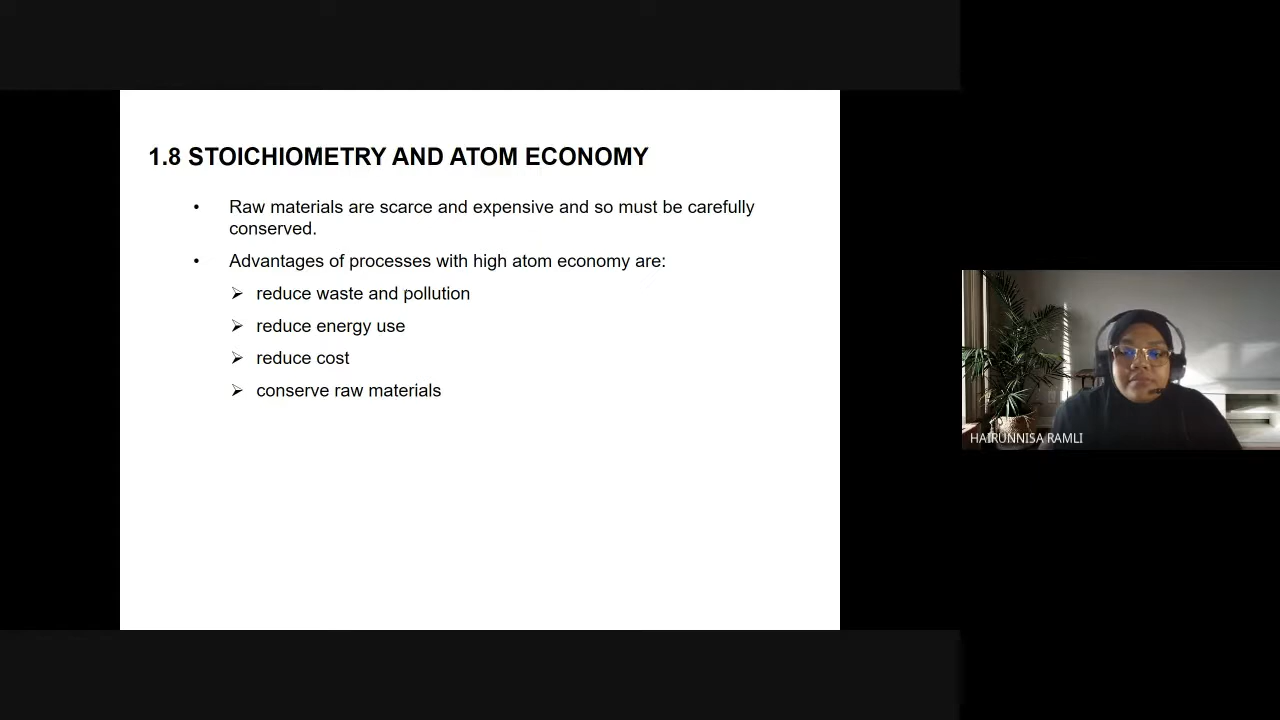 1.8 STOICHIOMETRY AND ATOM ECONOMY
• Raw materials are scarce and expensive and so must be carefully
conserved.
• Advantages of processes with high atom economy are:
➢ reduce waste and pollution
➢ reduce energy use
➢ reduce cost
➢ conserve raw materials
HAIRUNNISA RAMLI